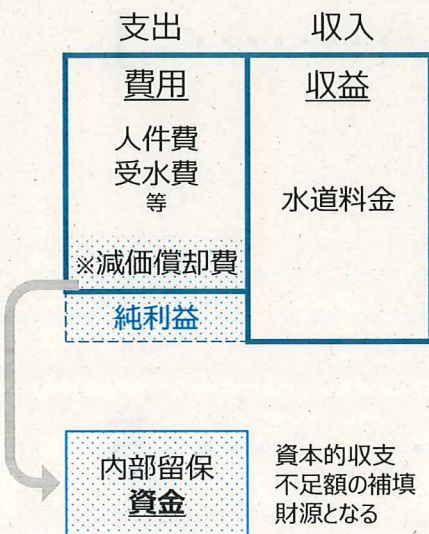 支出
収入
費用
人件費
受水費
等
※減価償却費
純利益
収益
水道料金
内部留保
資金
資本的収支
不足額の補填
財源となる